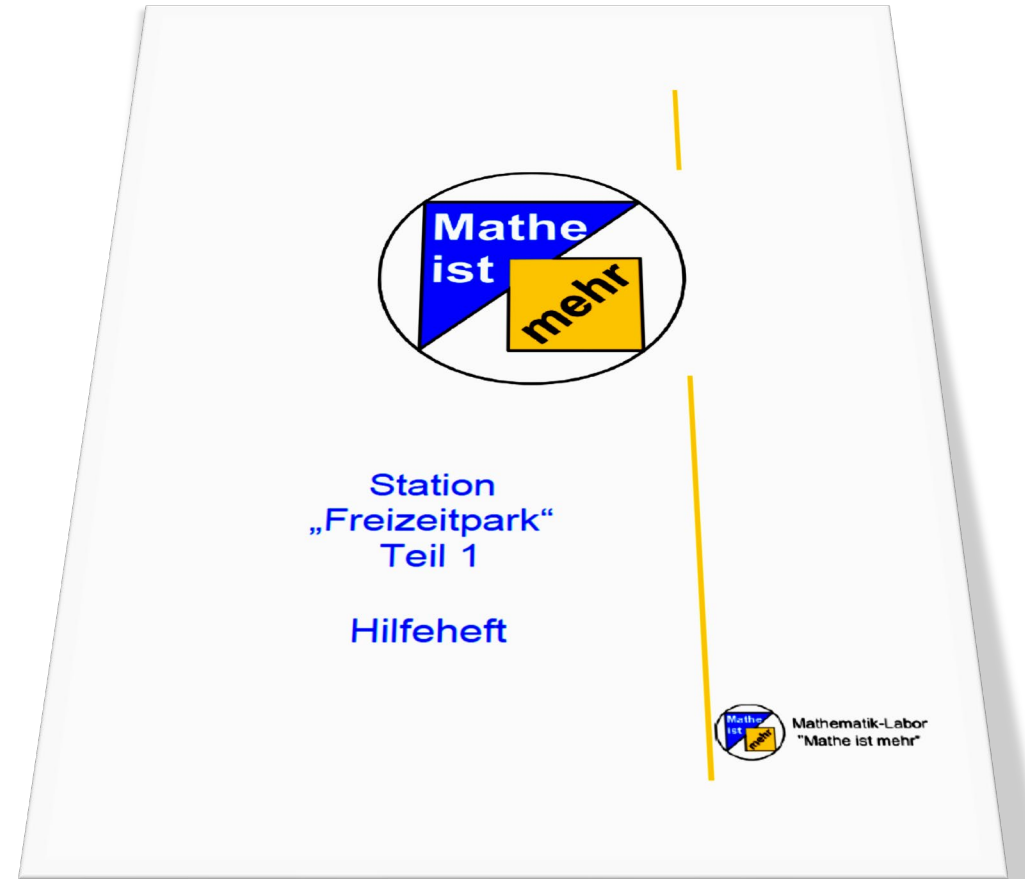 Mathe
ist
mehr
Station
„Freizeitpark“
Teil 1
Hilfeheft
Mathe
ist
mehr
Mathematik-Labor
"Mathe ist mehr"